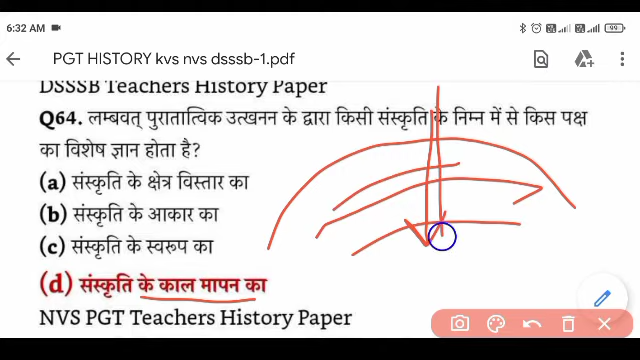 6:32 AM
99
PGT HISTORY kvs nvs dsssb-1.pdf
DSSSB Teachers History Paper
Q64. लम्बवत् पुरातात्विक उत्खनन के द्वारा किसी संस्कृति के निम्न में से किस पक्ष
का विशेष ज्ञान होता है?
(a) संस्कृति के क्षेत्र विस्तार का
(b) संस्कृति के आकार का
(c) संस्कृति के स्वरूप का
(d) संस्कृति के काल मापन का
NVS PGT Teachers History Paper